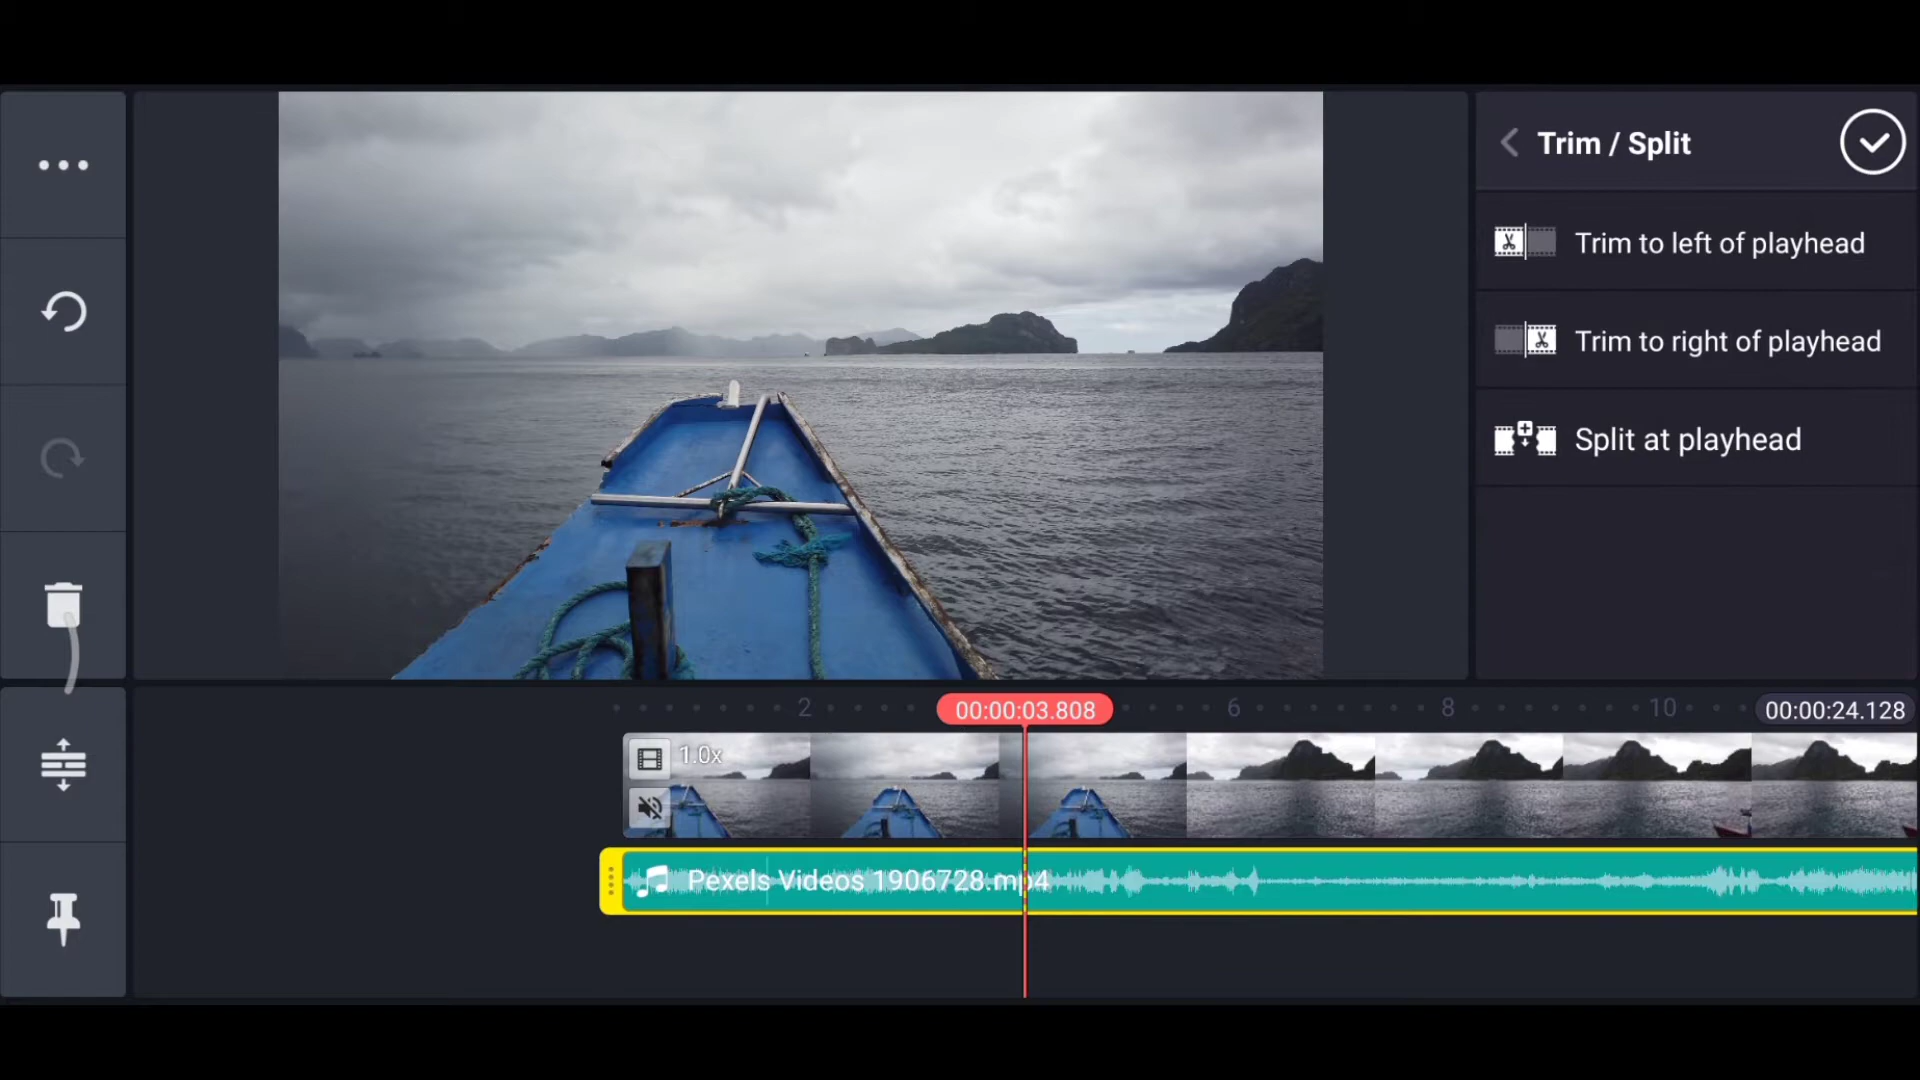 Trim / Split
Trim to left of playhead
Trim to right of playhead
Split at playhead
2
00:00:03.808
6
8
10
00:00:24.128
1.0x
Pexels Videos 1906728.mp4